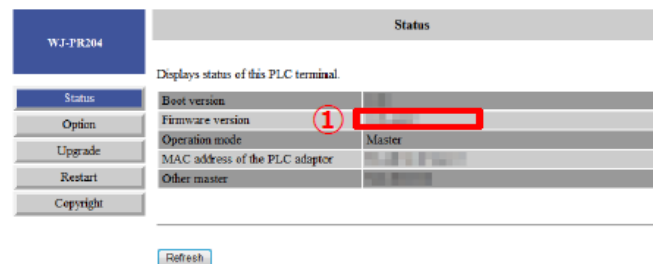 WJ-PR204
Status
Displays status of this PLC terminal.
Status
Option
Upgrade
Restart
Copyright
Boot version
Firmware version ①
Operation mode Master
MAC address of the PLC adaptor
Other master
Refresh